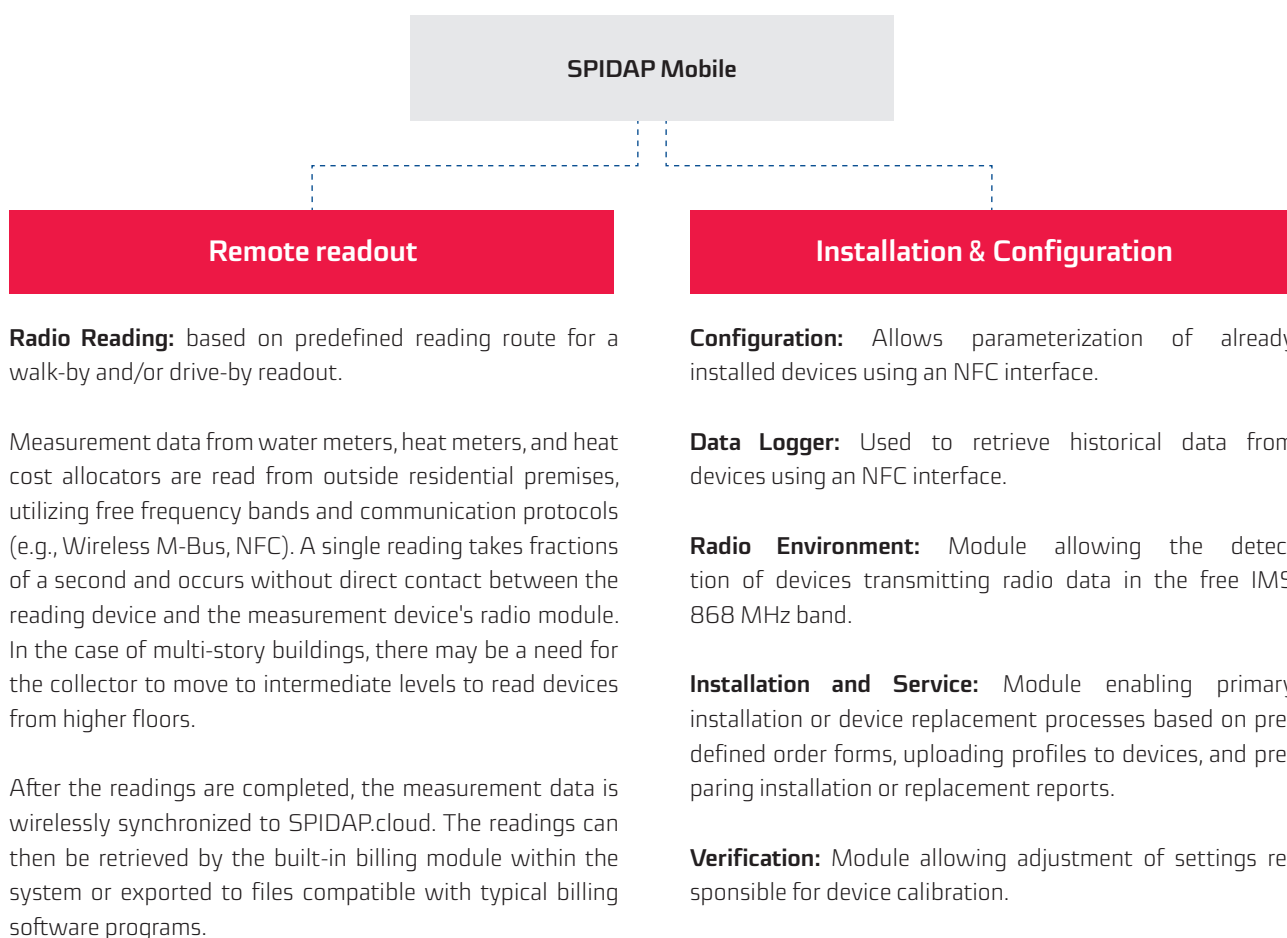 SPIDAP Mobile
Remote readout
Radio Reading: based on predefined reading route for a
walk-by and/or drive-by readout.
Measurement data from water meters, heat meters, and heat
cost allocators are read from outside residential premises,
utilizing free frequency bands and communication protocols
(e.g., Wireless M-Bus, NFC). A single reading takes fractions
of a second and occurs without direct contact between the
reading device and the measurement device's radio module.
In the case of multi-story buildings, there may be a need for
the collector to move to intermediate levels to read devices
from higher floors.
After the readings are completed, the measurement data is
wirelessly synchronized to SPIDAP.cloud. The readings can
then be retrieved by the built-in billing module within the
system or exported to files compatible with typical billing
software programs.
Installation & Configuration
Configuration: Allows parameterization of already
installed devices using an NFC interface.
Data Logger: Used to retrieve historical data from
devices using an NFC interface.
Radio Environment: Module allowing the detec
tion of devices transmitting radio data in the free IMS
868 MHz band.
Installation and Service: Module enabling primary
installation or device replacement processes based on pre
defined order forms, uploading profiles to devices, and pre
paring installation or replacement reports.
Verification: Module allowing adjustment of settings re
sponsible for device calibration.